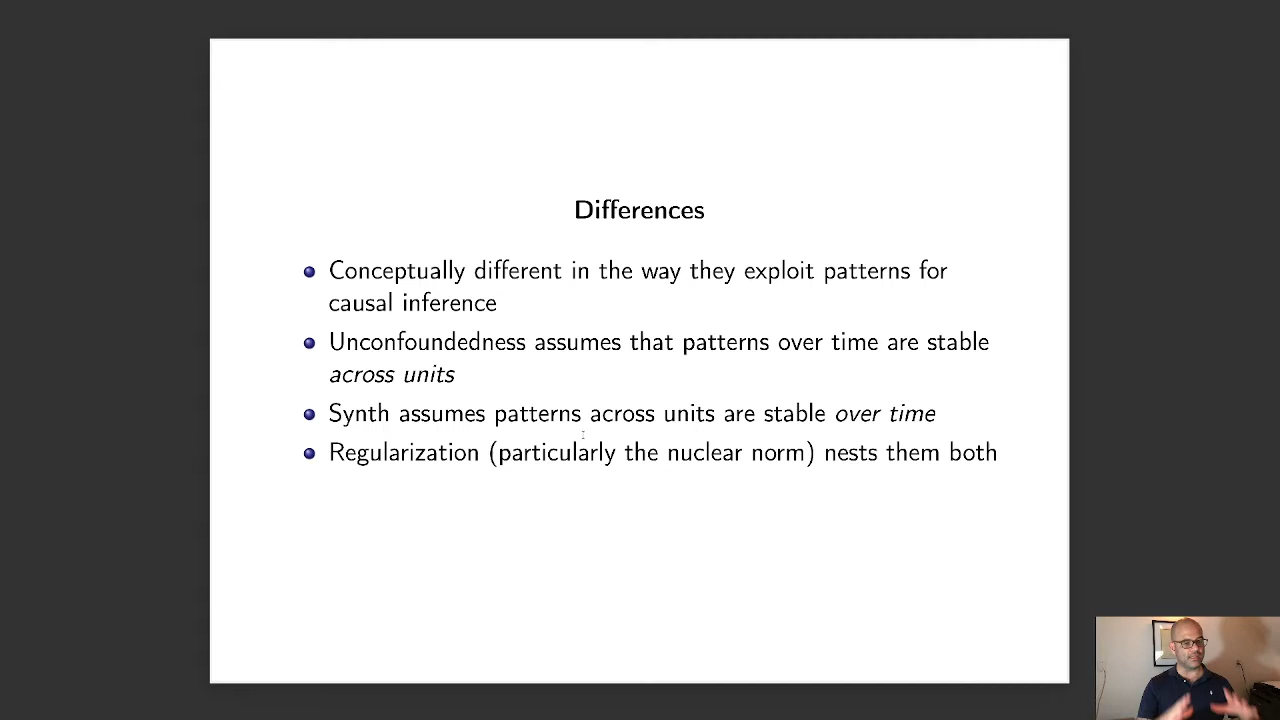 Differences
Conceptually different in the way they exploit patterns for
causal inference
Unconfoundedness assumes that patterns over time are stable
across units
Synth assumes patterns across units are stable over time
Regularization (particularly the nuclear norm) nests them both